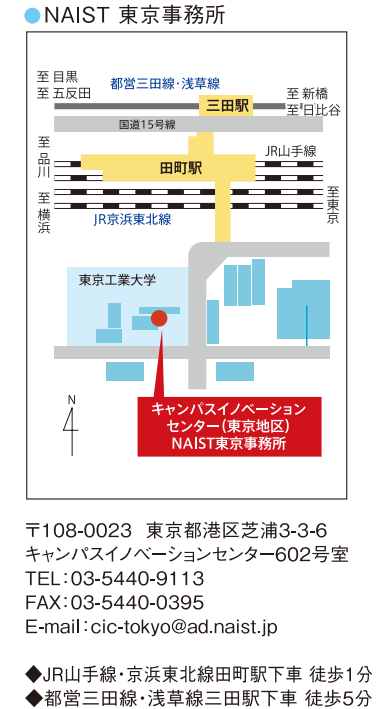 ●NAIST 東京事務所
至 目黒
至 五反田
都営三田線・浅草線
三田駅
至 新橋
至 日比谷
国道15号線
至品川
JR山手線
田町駅
至横浜
JR京浜東北線
至東京
東京工業大学
N
キャンパスイノベーション
センター(東京地区)
NAIST東京事務所
〒108-0023 東京都港区芝浦3-3-6
キャンパスイノベーションセンター602号室
TEL:03-5440-9113
FAX:03-5440-0395
E-mail:cic-tokyo@ad.naist.jp
◆JR山手線・京浜東北線田町駅下車 徒歩1分
◆都営三田線・浅草線三田駅下車 徒歩5分